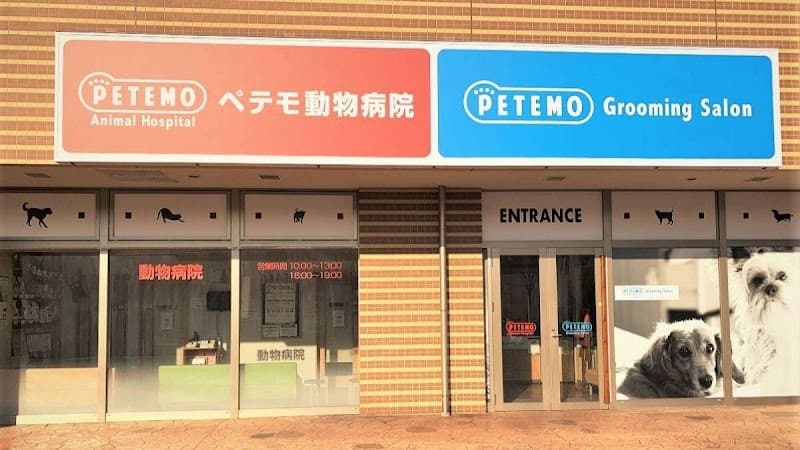 PETEMO
Animal Hospital
ペテモ動物病院
PETEMO
Grooming Salon
ENTRANCE
動物病院
営業時間 10:00~13:00
16:00~19:00
動物病院
PETEMO
Grooming Salon
PETEMO
PETEMO
Grooming Salon